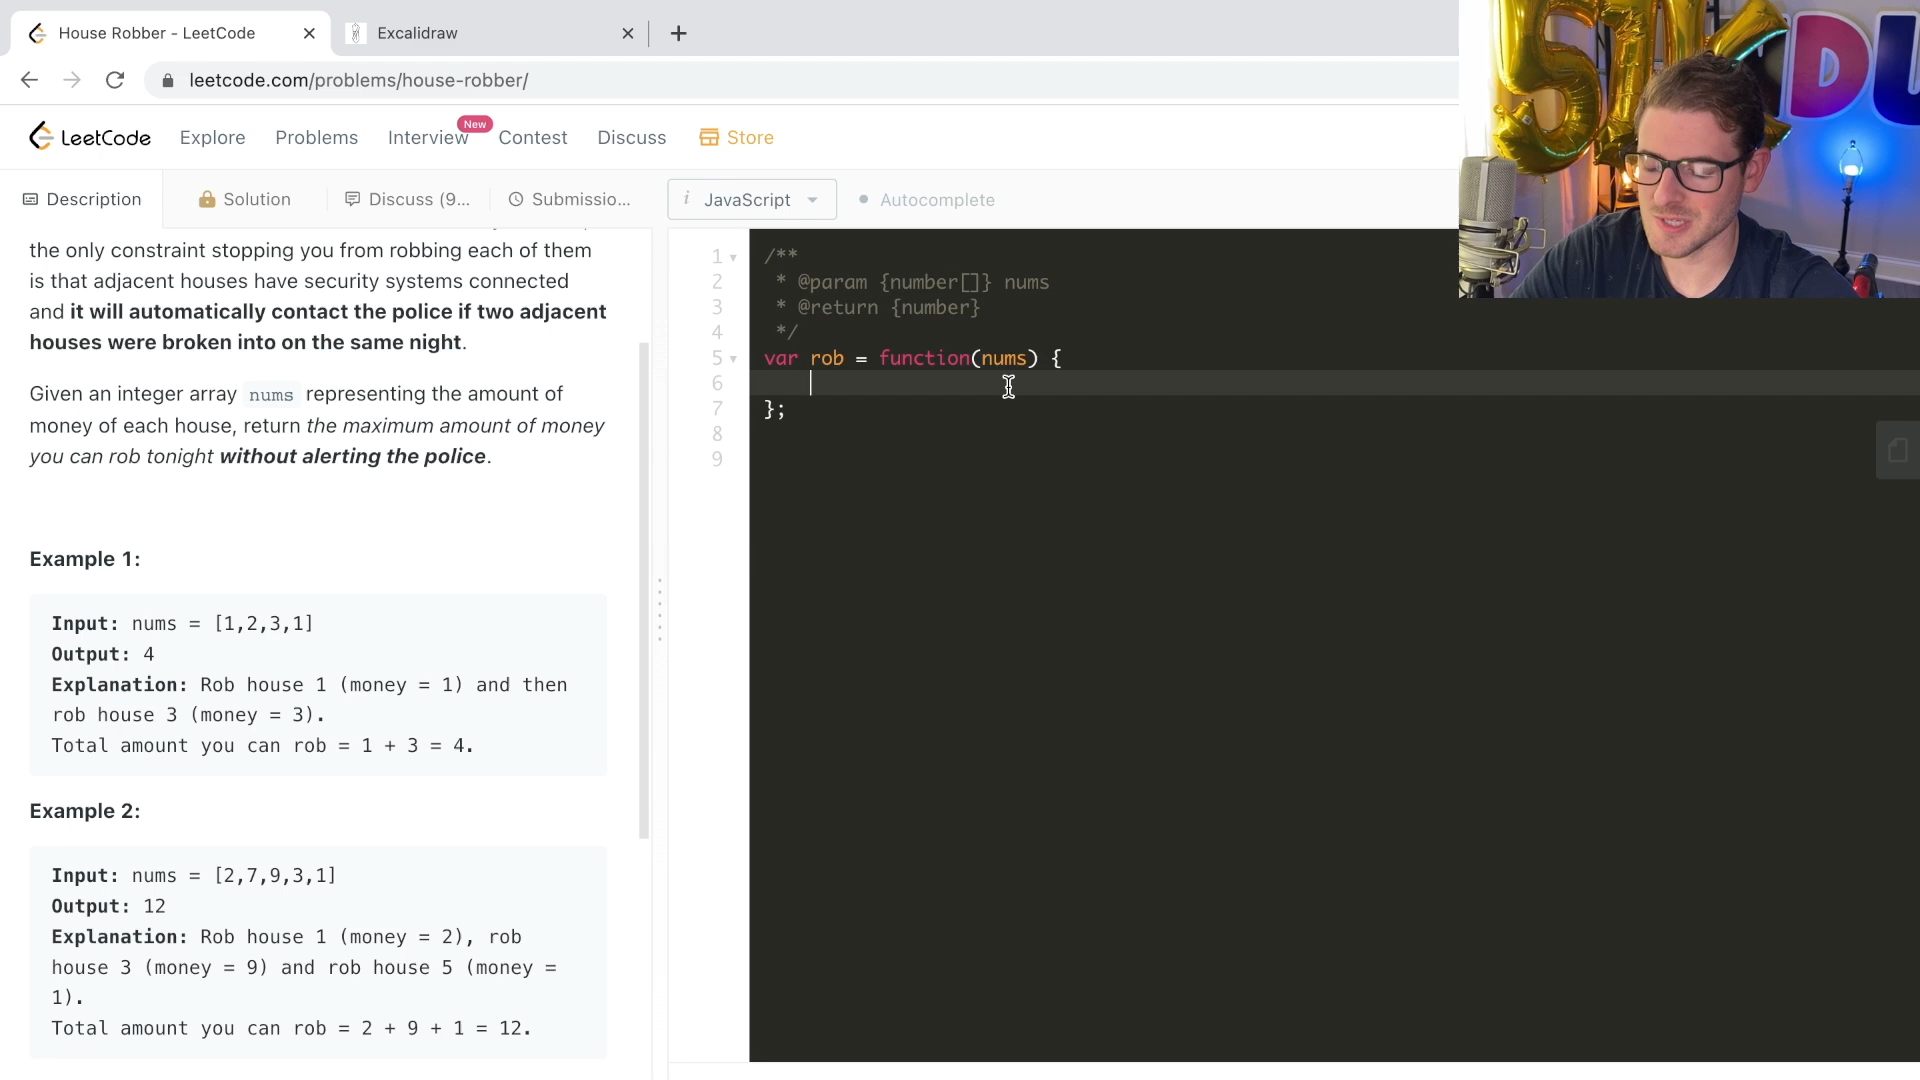 House Robber - LeetCode
Excalidraw
leetcode.com/problems/house-robber/
LeetCode
Explore
Problems
Interview
New
Contest
Discuss
Store
Description
Solution
Discuss (9...
Submissio...
i JavaScript
Autocomplete
the only constraint stopping you from robbing each of them
is that adjacent houses have security systems connected
and it will automatically contact the police if two adjacent
houses were broken into on the same night.
Given an integer array nums representing the amount of
money of each house, return the maximum amount of money
you can rob tonight without alerting the police.
Example 1:
Input: nums = [1,2,3,1]
Output: 4
Explanation: Rob house 1 (money = 1) and then
rob house 3 (money = 3).
Total amount you can rob = 1 + 3 = 4.
Example 2:
Input: nums = [2,7,9,3,1]
Output: 12
Explanation: Rob house 1 (money = 2), rob
house 3 (money = 9) and rob house 5 (money =
1).
Total amount you can rob = 2 + 9 + 1 = 12.
1 /**
2 * @param {number[]} nums
3 * @return {number}
4 */
5 var rob = function(nums) {
6
7 };
8
9
51K
DU